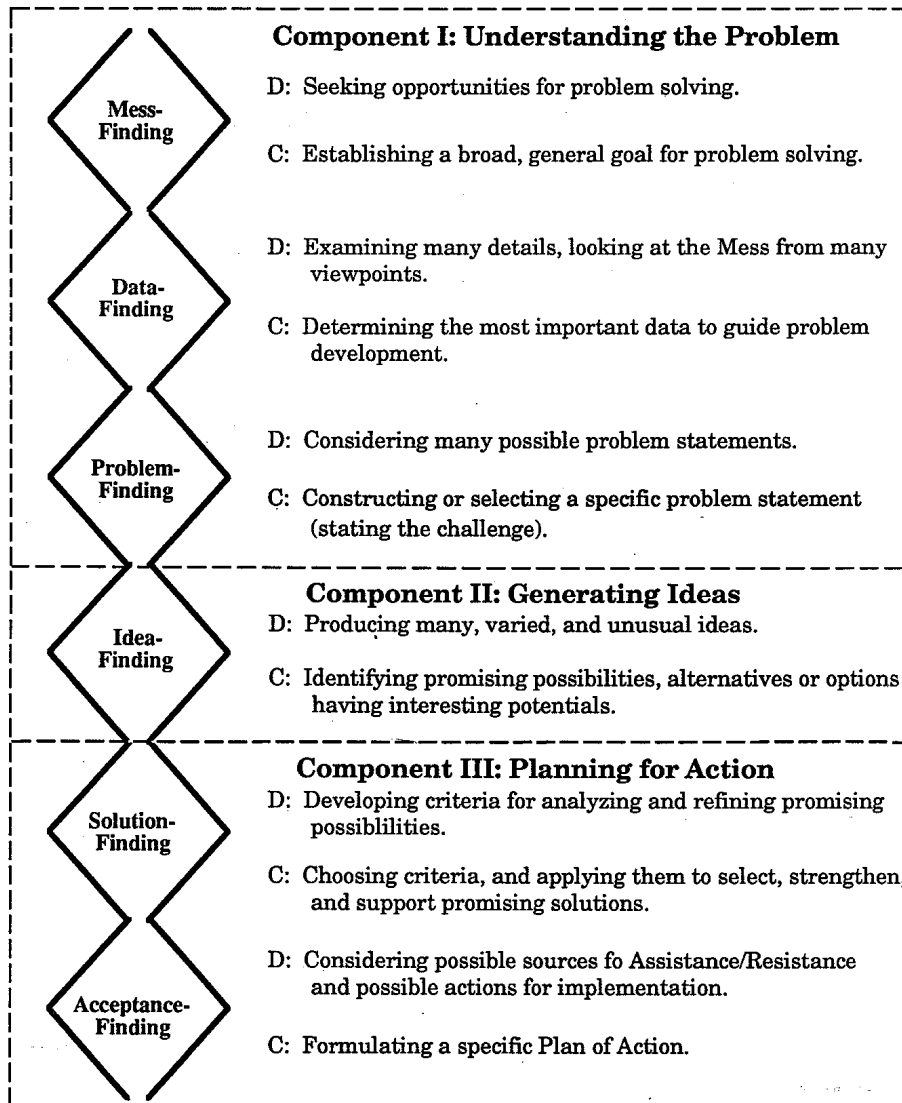 Component I: Understanding the Problem
Mess-
Finding
D: Seeking opportunities for problem solving.
C: Establishing a broad, general goal for problem solving.
Data-
Finding
D: Examining many details, looking at the Mess from many
viewpoints.
C: Determining the most important data to guide problem
development.
Problem-
Finding
D: Considering many possible problem statements.
C: Constructing or selecting a specific problem statement
(stating the challenge).
Component II: Generating Ideas
Idea-
Finding
D: Producing many, varied, and unusual ideas.
C: Identifying promising possibilities, alternatives or options
having interesting potentials.
Component III: Planning for Action
Solution-
Finding
D: Developing criteria for analyzing and refining promising
possiblilities.
C: Choosing criteria, and applying them to select, strengthen,
and support promising solutions.
Acceptance-
Finding
D: Considering possible sources fo Assistance/Resistance
and possible actions for implementation.
C: Formulating a specific Plan of Action.